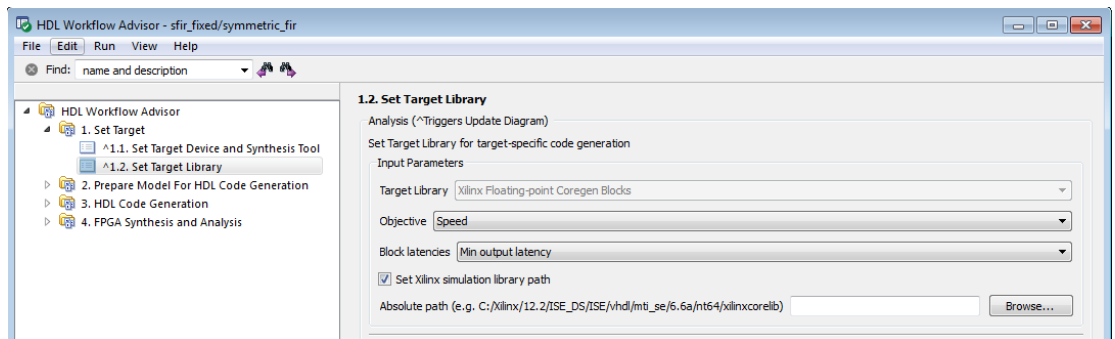 HDL Workflow Advisor - sfir_fixed/symmetric_fir
File Edit Run View Help
Find: name and description
HDL Workflow Advisor
1. Set Target
^1.1. Set Target Device and Synthesis Tool
^1.2. Set Target Library
2. Prepare Model For HDL Code Generation
3. HDL Code Generation
4. FPGA Synthesis and Analysis
1.2. Set Target Library
Analysis (^Triggers Update Diagram)
Set Target Library for target-specific code generation
Input Parameters
Target Library Xilinx Floating-point Coregen Blocks
Objective Speed
Block latencies Min output latency
Set Xilinx simulation library path
Absolute path (e.g. C:/Xilinx/12.2/ISE_DS/ISE/vhdl/mti_se/6.6a/nt64/xilinxcorelib) Browse...